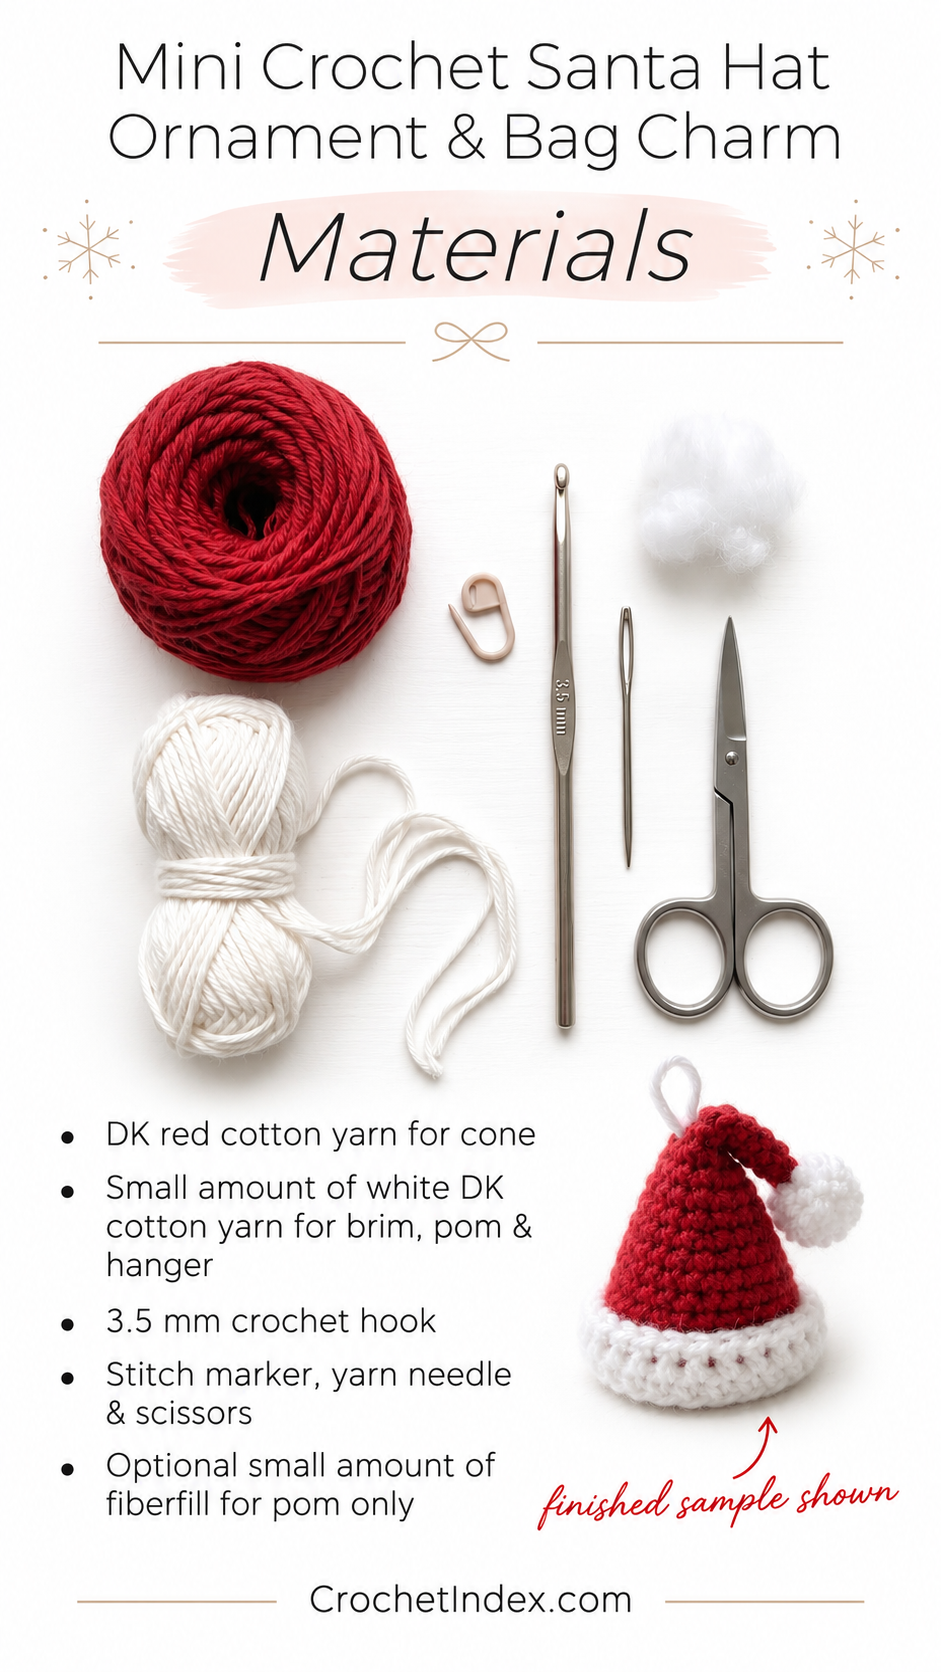 Mini Crochet Santa Hat
Ornament & Bag Charm
Materials
3.5 mm
• DK red cotton yarn for cone
• Small amount of white DK
cotton yarn for brim, pom &
hanger
• 3.5 mm crochet hook
• Stitch marker, yarn needle
& scissors
• Optional small amount of
fiberfill for pom only
finished sample shown
CrochetIndex.com